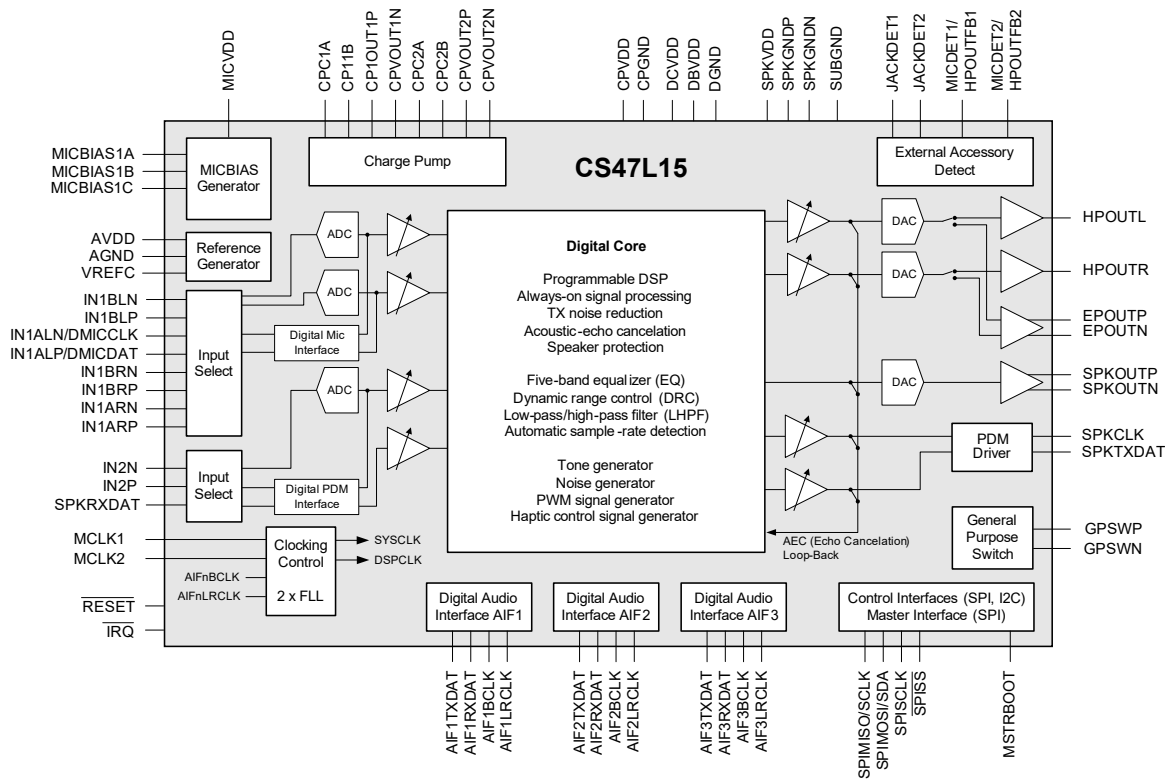 MICVDD
CPC1A
CP11B
CP1OUT1P
CPVOUT1N
CPC2A
CPC2B
CPVOUT2P
CPVOUT2N
CPVDD
CPGND
DCVDD
DBVDD
DGND
SPKVDD
SPKGNDP
SPKGNDN
SUBGND
JACKDET1
JACKDET2
MICDET1/
HPOUTFB1
MICDET2/
HPOUTFB2
MICBIAS1A
MICBIAS1B
MICBIAS1C
MICBIAS
Generator
Charge Pump
CS47L15
External Accessory
Detect
AVDD
AGND
VREFC
Reference
Generator
IN1BLN
IN1BLP
IN1ALN/DMICCLK
IN1ALP/DMICDAT
IN1BRN
IN1BRP
IN1ARN
IN1ARP
Input
Select
ADC
ADC
Digital Mic
Interface
ADC
IN2N
IN2P
SPKRXDAT
Input
Select
Digital PDM
Interface
Digital Core
Programmable DSP
Always-on signal processing
TX noise reduction
Acoustic-echo cancelation
Speaker protection
Five-band equalizer (EQ)
Dynamic range control (DRC)
Low-pass/high-pass filter (LHPF)
Automatic sample-rate detection
Tone generator
Noise generator
PWM signal generator
Haptic control signal generator
DAC
DAC
DAC
HPOUTL
HPOUTR
EPOUTP
EPOUTN
SPKOUTP
SPKOUTN
PDM
Driver
SPKCLK
SPKTXDAT
General
Purpose
Switch
GPSWP
GPSWN
AEC (Echo Cancelation)
Loop-Back
MCLK1
MCLK2
AIFnBCLK
AIFnLRCLK
Clocking
Control
2 x FLL
SYSCLK
DSPCLK
RESET
IRQ
Digital Audio
Interface AIF1
Digital Audio
Interface AIF2
Digital Audio
Interface AIF3
Control Interfaces (SPI, I2C)
Master Interface (SPI)
AIF1TXDAT
AIF1RXDAT
AIF1BCLK
AIF1LRCLK
AIF2TXDAT
AIF2RXDAT
AIF2BCLK
AIF2LRCLK
AIF3TXDAT
AIF3RXDAT
AIF3BCLK
AIF3LRCLK
SPIMISO/SCLK
SPIMOSI/SDA
SPISCLK
SPISS
MSTRBOOT